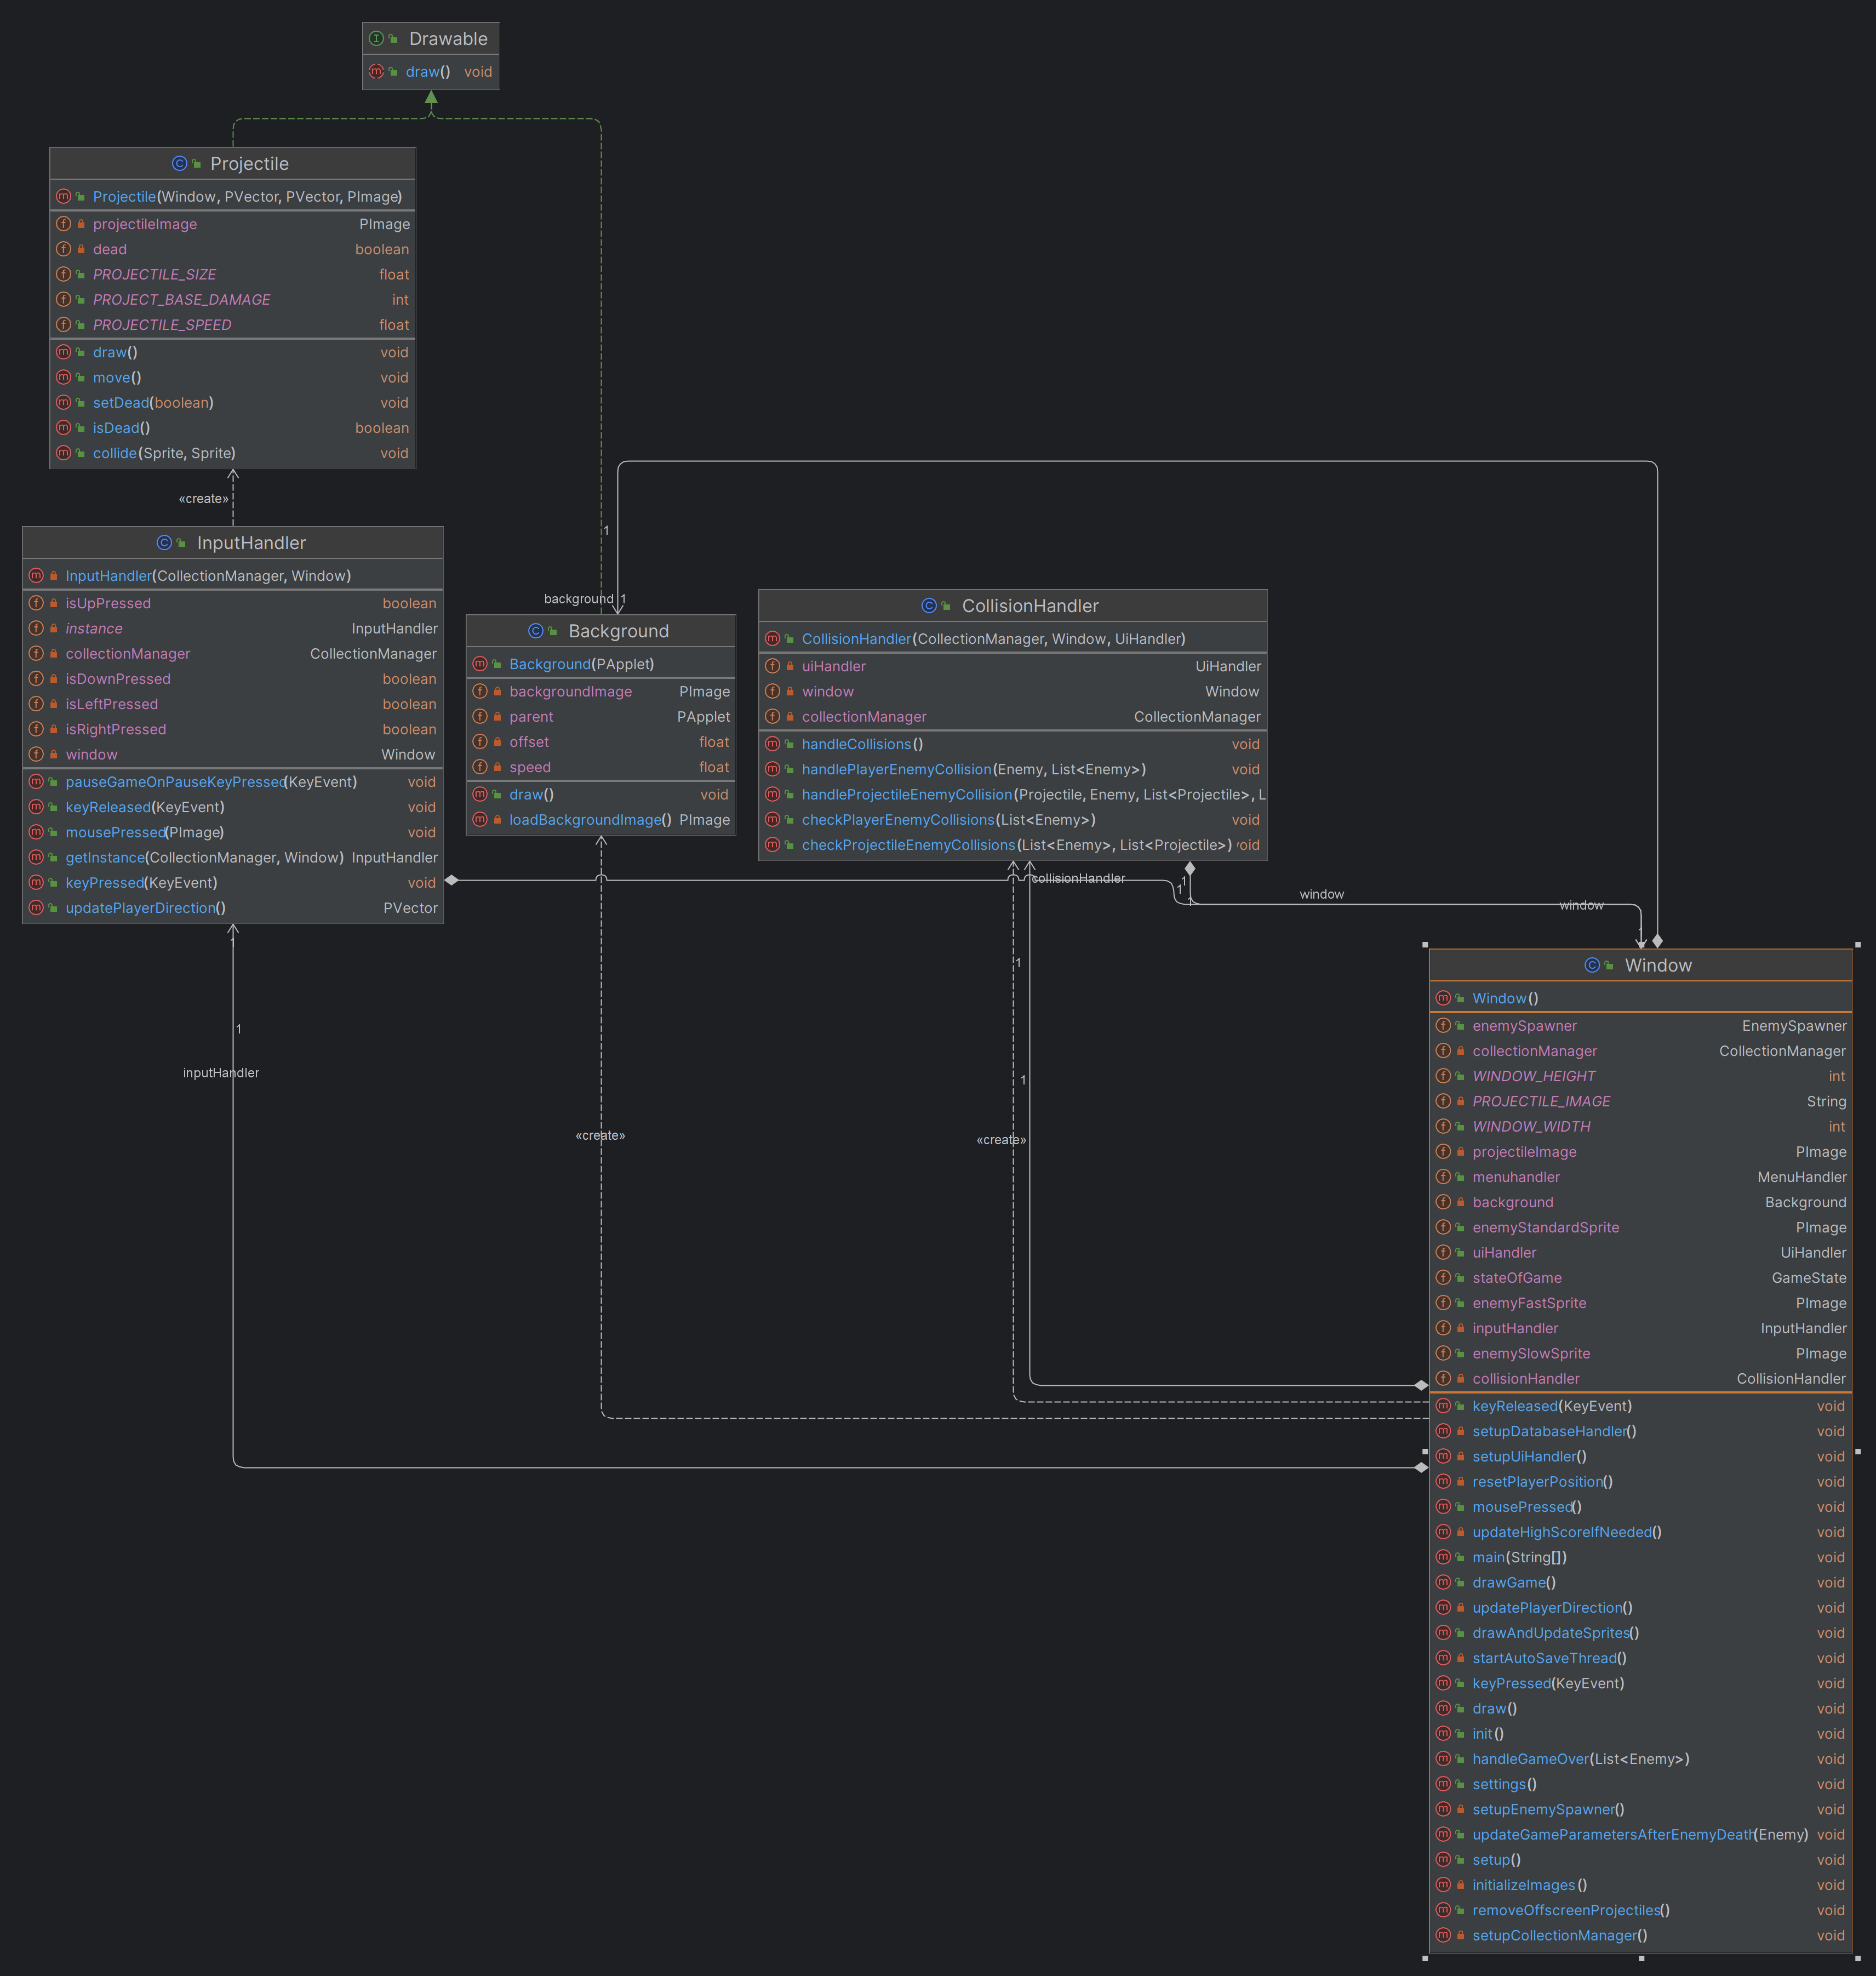 Drawable
draw() void
Projectile
Projectile(Window, PVector, PVector, PImage)
projectileImage PImage
dead boolean
PROJECTILE_SIZE float
PROJECT_BASE_DAMAGE int
PROJECTILE_SPEED float
draw() void
move() void
setDead(boolean) void
isDead() boolean
collide(Sprite, Sprite) void
«create»
InputHandler
InputHandler(CollectionManager, Window)
isUpPressed boolean
instance InputHandler
collectionManager CollectionManager
isDownPressed boolean
isLeftPressed boolean
isRightPressed boolean
window Window
pauseGameOnPauseKeyPressed(KeyEvent) void
keyReleased(KeyEvent) void
mousePressed(PImage) void
getInstance(CollectionManager, Window) InputHandler
keyPressed(KeyEvent) void
updatePlayerDirection() PVector
1
background 1
Background
Background(PApplet)
backgroundImage PImage
parent PApplet
offset float
speed float
draw() void
loadBackgroundImage() PImage
CollisionHandler
CollisionHandler(CollectionManager, Window, UiHandler)
uiHandler UiHandler
window Window
collectionManager CollectionManager
handleCollisions() void
handlePlayerEnemyCollision(Enemy, List<Enemy>) void
handleProjectileEnemyCollision(Projectile, Enemy, List<Projectile>, L
checkPlayerEnemyCollisions(List<Enemy>) void
checkProjectileEnemyCollisions(List<Enemy>, List<Projectile>) void
collisionHandler
1
1
1
window
window
1
1
1
inputHandler
«create»
1
1
«create»
Window
Window()
enemySpawner EnemySpawner
collectionManager CollectionManager
WINDOW_HEIGHT int
PROJECTILE_IMAGE String
WINDOW_WIDTH int
projectileImage PImage
menuhandler MenuHandler
background Background
enemyStandardSprite PImage
uiHandler UiHandler
stateOfGame GameState
enemyFastSprite PImage
inputHandler InputHandler
enemySlowSprite PImage
collisionHandler CollisionHandler
keyReleased(KeyEvent) void
setupDatabaseHandler() void
setupUiHandler() void
resetPlayerPosition() void
mousePressed() void
updateHighScoreIfNeeded() void
main(String[]) void
drawGame() void
updatePlayerDirection() void
drawAndUpdateSprites() void
startAutoSaveThread() void
keyPressed(KeyEvent) void
draw() void
init() void
handleGameOver(List<Enemy>) void
settings() void
setupEnemySpawner() void
updateGameParametersAfterEnemyDeath(Enemy) void
setup() void
initializeImages() void
removeOffscreenProjectiles() void
setupCollectionManager() void